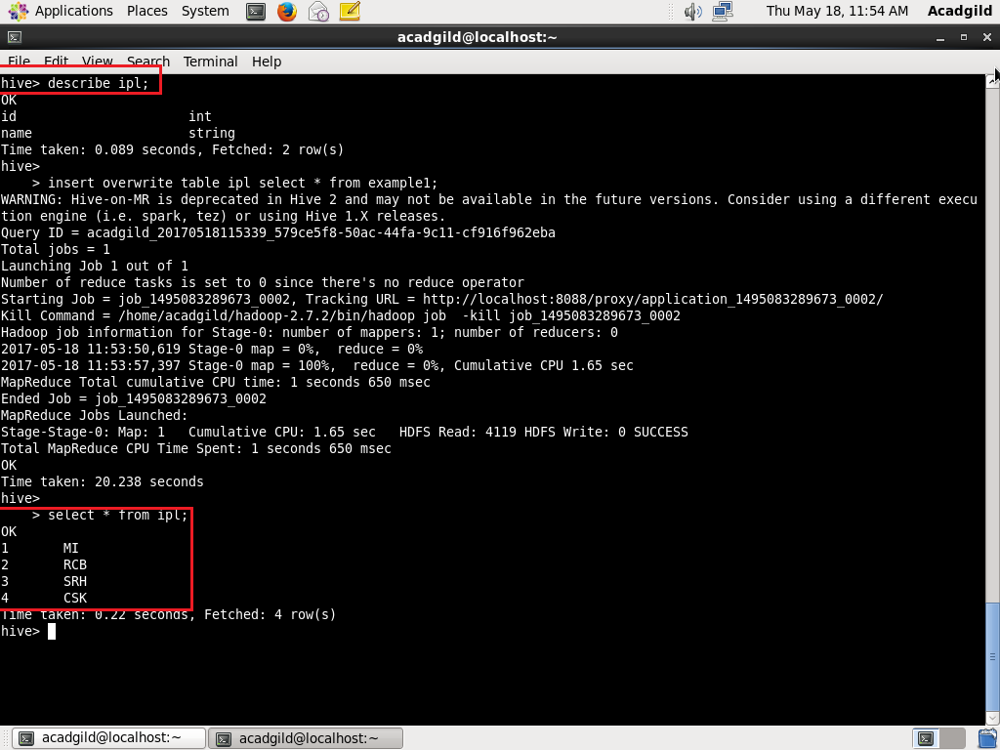 Applications Places System Thu May 18, 11:54 AM Acadgild
acadgild@localhost:~
File Edit View Search Terminal Help
hive> describe ipl;
OK
id int
name string
Time taken: 0.089 seconds, Fetched: 2 row(s)
hive>
> insert overwrite table ipl select * from example1;
WARNING: Hive-on-MR is deprecated in Hive 2 and may not be available in the future versions. Consider using a different execu
tion engine (i.e. spark, tez) or using Hive 1.X releases.
Query ID = acadgild_20170518115339_579ce5f8-50ac-44fa-9c11-cf916f962eba
Total jobs = 1
Launching Job 1 out of 1
Number of reduce tasks is set to 0 since there's no reduce operator
Starting Job = job_1495083289673_0002, Tracking URL = http://localhost:8088/proxy/application_1495083289673_0002/
Kill Command = /home/acadgild/hadoop-2.7.2/bin/hadoop job  -kill job_1495083289673_0002
Hadoop job information for Stage-0: number of mappers: 1; number of reducers: 0
2017-05-18 11:53:50,619 Stage-0 map = 0%,  reduce = 0%
2017-05-18 11:53:57,397 Stage-0 map = 100%,  reduce = 0%, Cumulative CPU 1.65 sec
MapReduce Total cumulative CPU time: 1 seconds 650 msec
Ended Job = job_1495083289673_0002
MapReduce Jobs Launched:
Stage-Stage-0: Map: 1   Cumulative CPU: 1.65 sec   HDFS Read: 4119 HDFS Write: 0 SUCCESS
Total MapReduce CPU Time Spent: 1 seconds 650 msec
OK
Time taken: 20.238 seconds
hive>
> select * from ipl;
OK
1 MI
2 RCB
3 SRH
4 CSK
Time taken: 0.22 seconds, Fetched: 4 row(s)
hive>
acadgild@localhost:~ acadgild@localhost:~